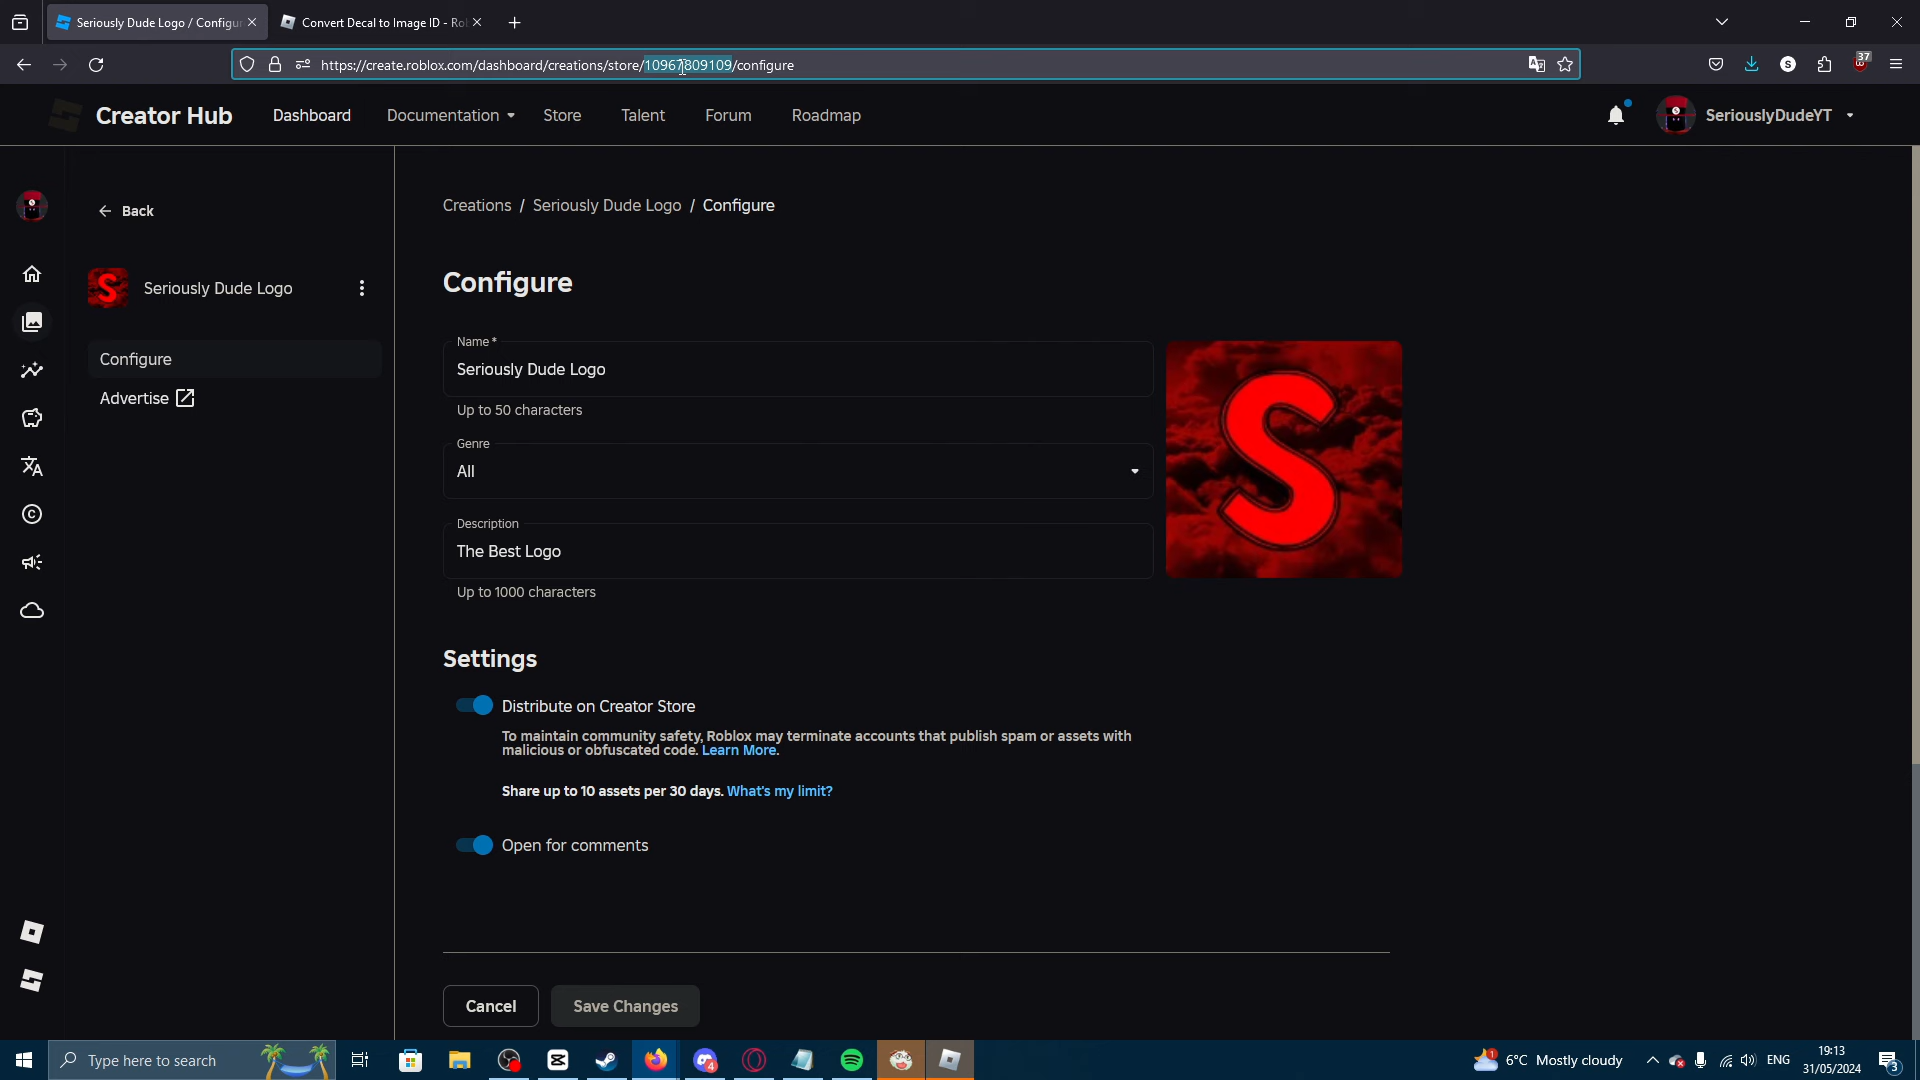 Seriously Dude Logo / Configu
Convert Decal to Image ID - Ro
https://create.roblox.com/dashboard/creations/store/10967809109/configure
S
37
Creator Hub
Dashboard
Documentation
Store
Talent
Forum
Roadmap
SeriouslyDudeYT
Back
Creations / Seriously Dude Logo / Configure
Seriously Dude Logo
Configure
Advertise
Configure
Name*
Seriously Dude Logo
Up to 50 characters
Genre
All
Description
The Best Logo
Up to 1000 characters
S
Settings
Distribute on Creator Store
To maintain community safety, Roblox may terminate accounts that publish spam or assets with
malicious or obfuscated code. Learn More.
Share up to 10 assets per 30 days. What's my limit?
Open for comments
Cancel
Save Changes
Type here to search
4
1
6°C Mostly cloudy
ENG
19:13
31/05/2024
3